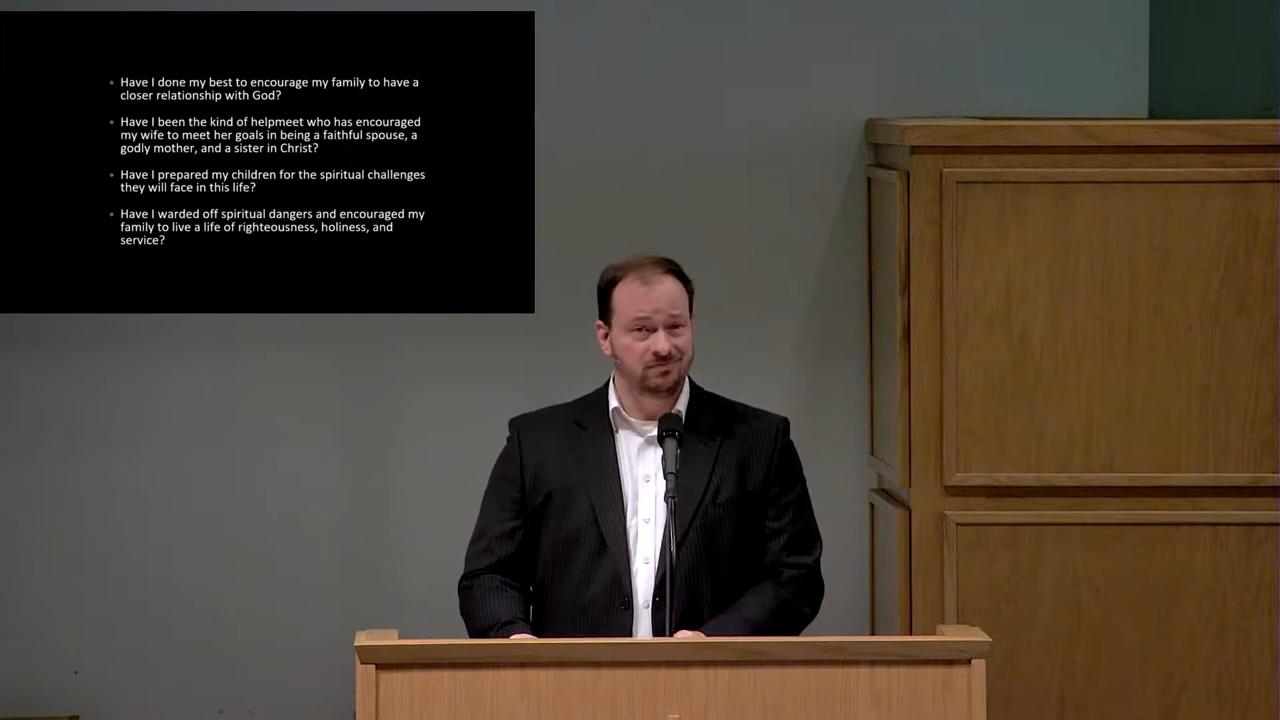 • Have I done my best to encourage my family to have a
closer relationship with God?
• Have I been the kind of helpmeet who has encouraged
my wife to meet her goals in being a faithful spouse, a
godly mother, and a sister in Christ?
• Have I prepared my children for the spiritual challenges
they will face in this life?
• Have I warded off spiritual dangers and encouraged my
family to live a life of righteousness, holiness, and
service?